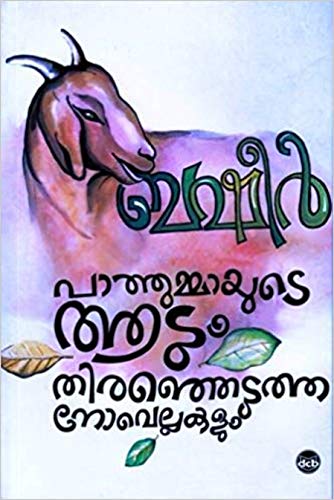 ബഷീർ
പാത്തുമ്മായുടെ
ആടും
തിരഞ്ഞെടുത്ത
നോവെല്ലകളും
dcb